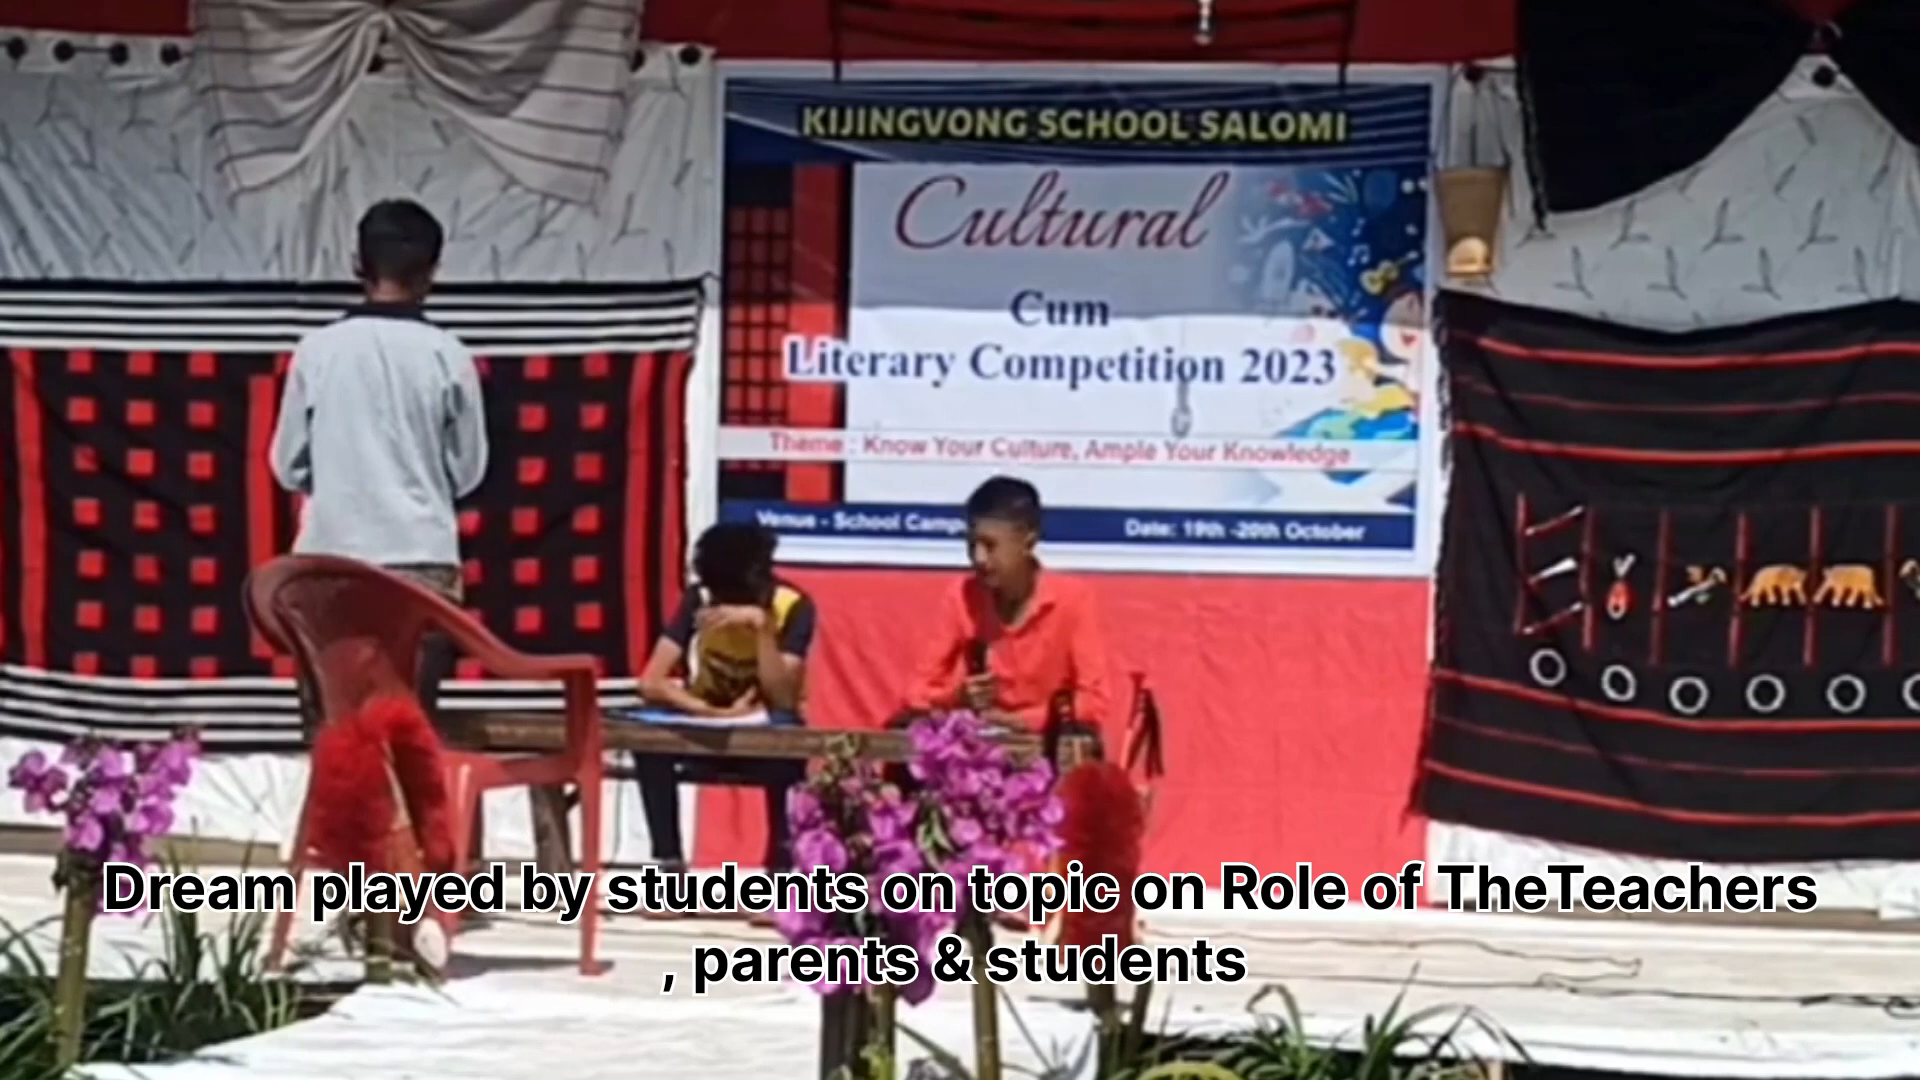 KIJINGVONG SCHOOL SALOMI
Cultural
Cum
Literary Competition 2023
Theme : Know Your Culture, Ample Your Knowledge
Venus - School Camp
Date: 19th -20th October
Dream played by students on topic on Role of TheTeachers
, parents & students